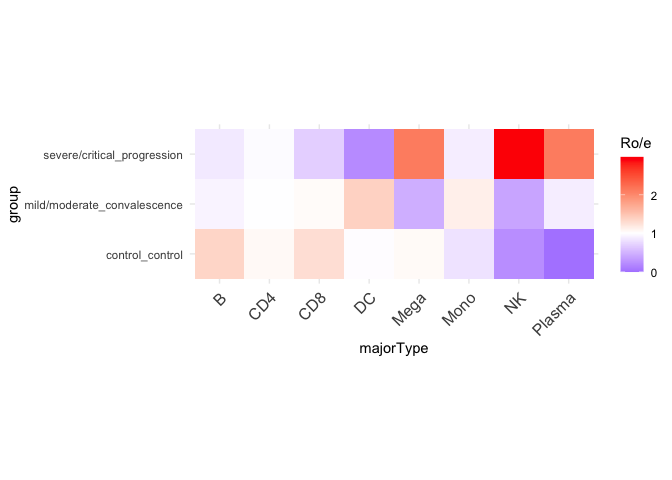 Ro/e
severe/critical_progression
mild/moderate_convalescence
control_control
group
2
1
0
B
CD4
CD8
DC
Mega
Mono
NK
Plasma
majorType